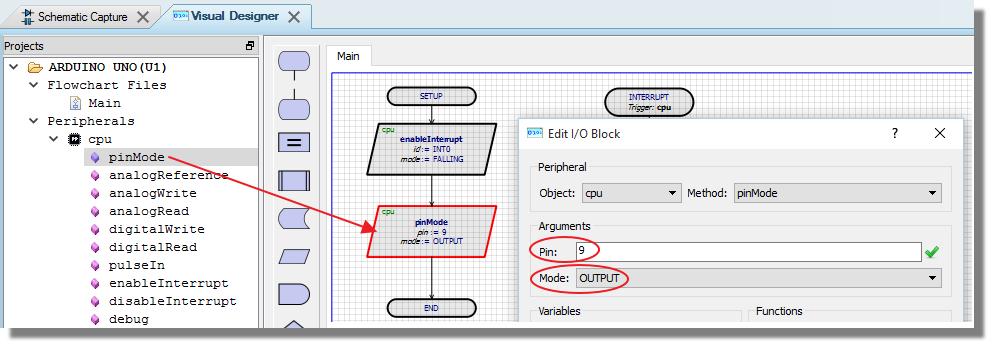 Schematic Capture
Visual Designer
Projects
ARDUINO UNO(U1)
Flowchart Files
Main
Peripherals
cpu
pinMode
analogReference
analogWrite
analogRead
digitalWrite
digitalRead
pulseIn
enableInterrupt
disableInterrupt
debug
Main
SETUP
cpu
enableInterrupt
id := INT0
mode := FALLING
cpu
pinMode
pin := 9
mode := OUTPUT
END
INTERRUPT
Trigger: cpu
Edit I/O Block
?
Peripheral
Object: cpu Method: pinMode
Arguments
Pin: 9
Mode: OUTPUT
Variables Functions